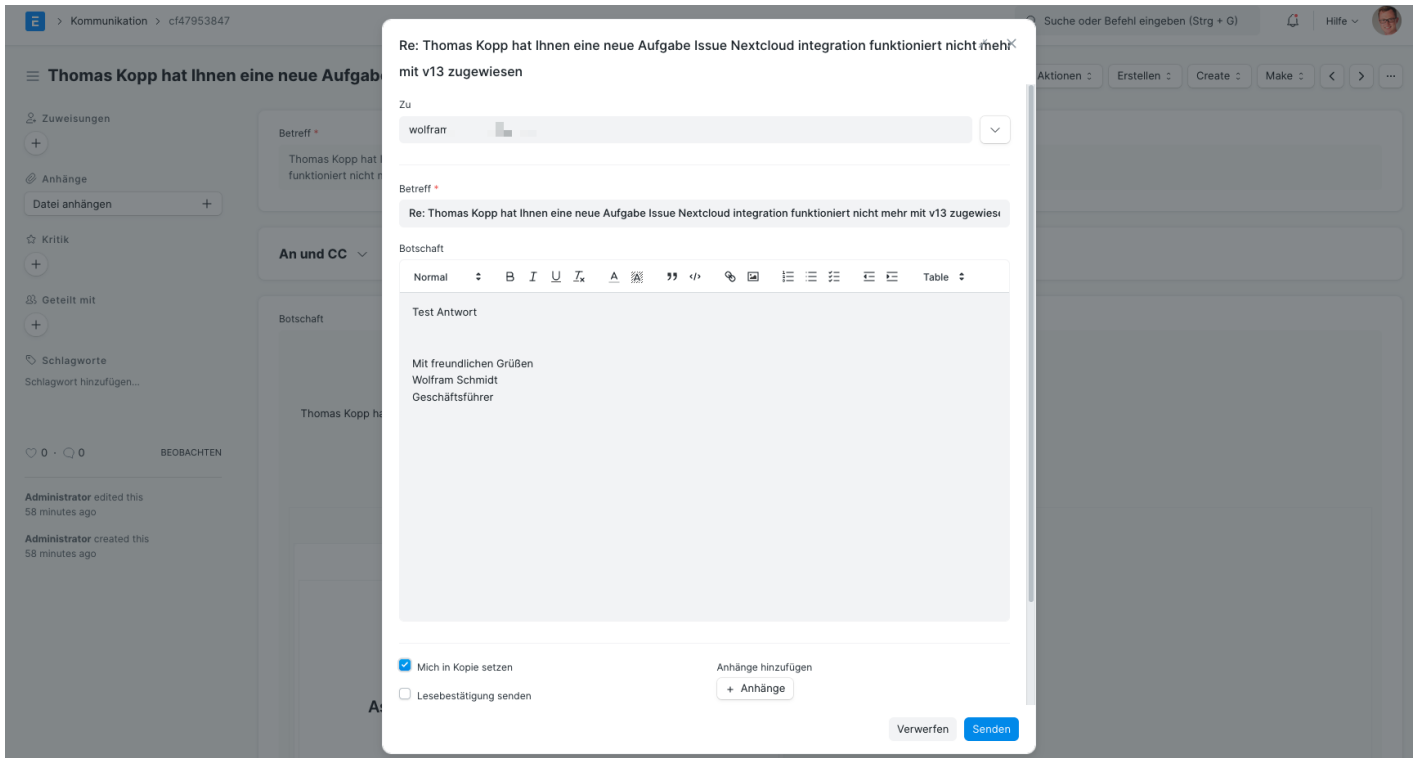 E > Kommunikation > cf47953847
Suche oder Befehl eingeben (Strg + G)
Hilfe
Thomas Kopp hat Ihnen eine neue Aufgab
Aktionen
Erstellen
Create
Make
...
Zuweisungen
+
Anhänge
Datei anhängen +
Kritik
+
Geteilt mit
+
Schlagworte
Schlagwort hinzufügen...
0 · 0 BEOBACHTEN
Administrator edited this
58 minutes ago
Administrator created this
58 minutes ago
Betreff *
Thomas Kopp hat
funktioniert nicht
An und CC
Botschaft
Thomas Kopp ha
Re: Thomas Kopp hat Ihnen eine neue Aufgabe Issue Nextcloud integration funktioniert nicht mehr
mit v13 zugewiesen
Zu
wolfram
Betreff *
Re: Thomas Kopp hat Ihnen eine neue Aufgabe Issue Nextcloud integration funktioniert nicht mehr mit v13 zugewiese
Botschaft
Normal B I U Tx A A </> Table
Test Antwort
Mit freundlichen Grüßen
Wolfram Schmidt
Geschäftsführer
Mich in Kopie setzen
Lesebestätigung senden
Anhänge hinzufügen
+ Anhänge
Verwerfen
Senden